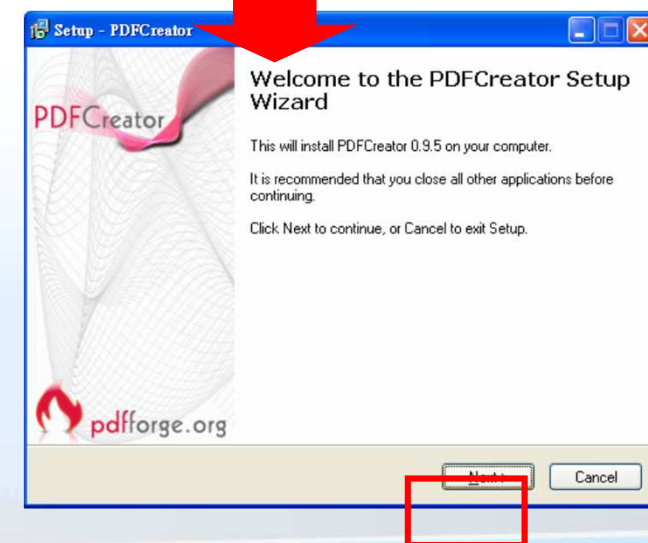 Setup - PDFCreator
PDFCreator
Welcome to the PDFCreator Setup
Wizard
This will install PDFCreator 0.9.5 on your computer.
It is recommended that you close all other applications before
continuing.
Click Next to continue, or Cancel to exit Setup.
pdfforge.org
Next >
Cancel